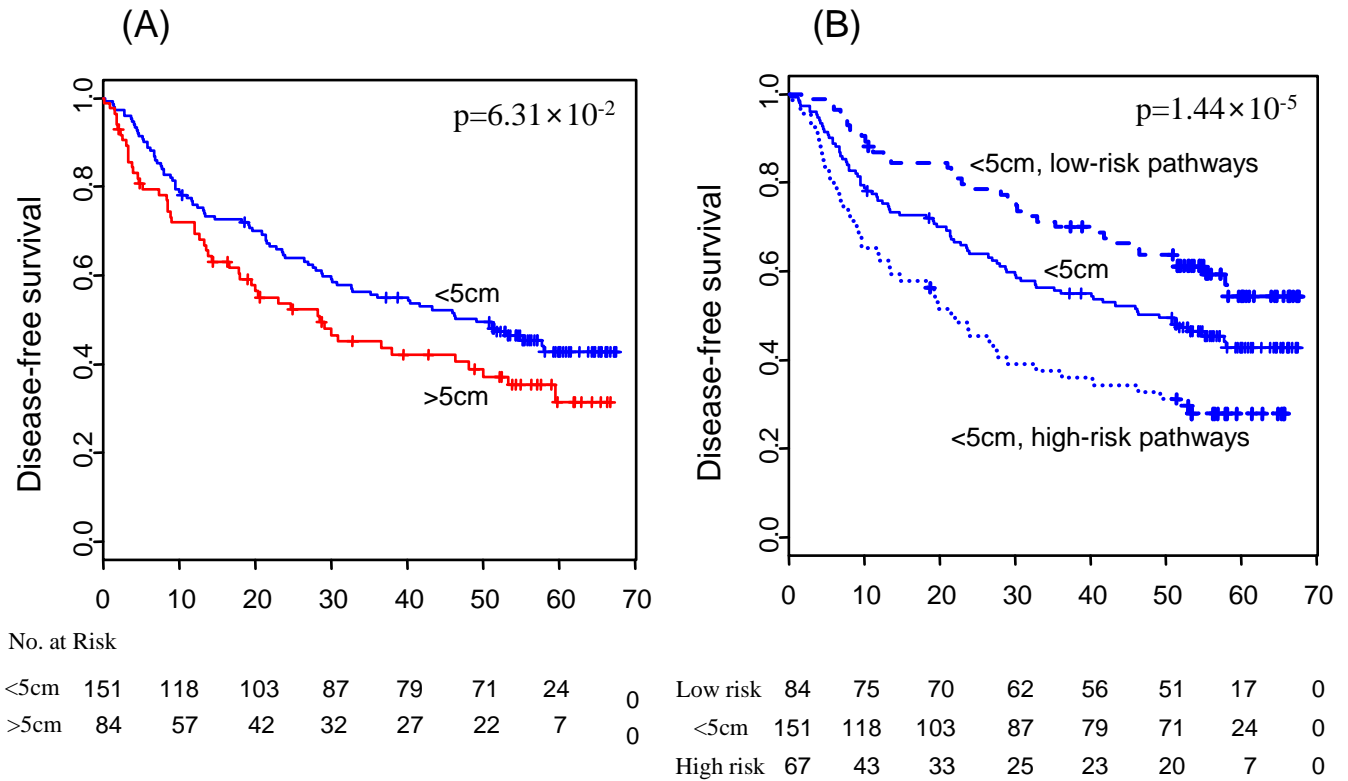 (A)
p=6.31×10-2
Disease-free survival
1.0
0.8
0.6
0.4
0.2
0.0
<5cm
>5cm
0 10 20 30 40 50 60 70
No. at Risk
<5cm 151 118 103 87 79 71 24 0
>5cm 84 57 42 32 27 22 7 0
(B)
p=1.44×10-5
Disease-free survival
1.0
0.8
0.6
0.4
0.2
0.0
<5cm, low-risk pathways
<5cm
<5cm, high-risk pathways
0 10 20 30 40 50 60 70
Low risk 84 75 70 62 56 51 17 0
<5cm 151 118 103 87 79 71 24 0
High risk 67 43 33 25 23 20 7 0